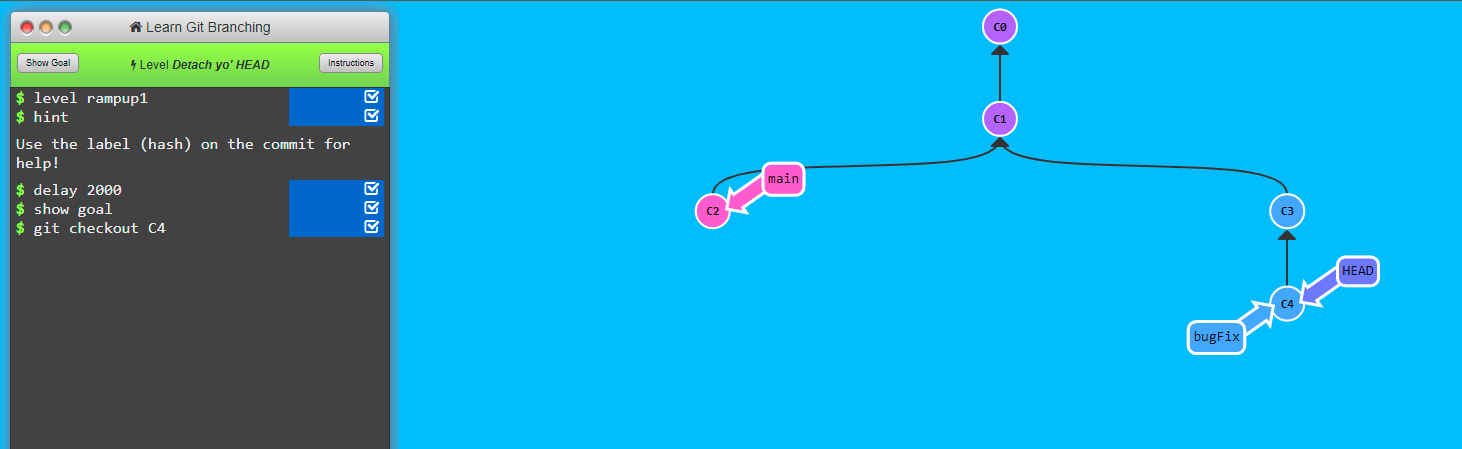 Learn Git Branching
Show Goal
Level Detach yo' HEAD
Instructions
$ level rampup1
$ hint
Use the label (hash) on the commit for
help!
$ delay 2000
$ show goal
$ git checkout C4
C0
C1
main
C2
C3
HEAD
C4
bugFix